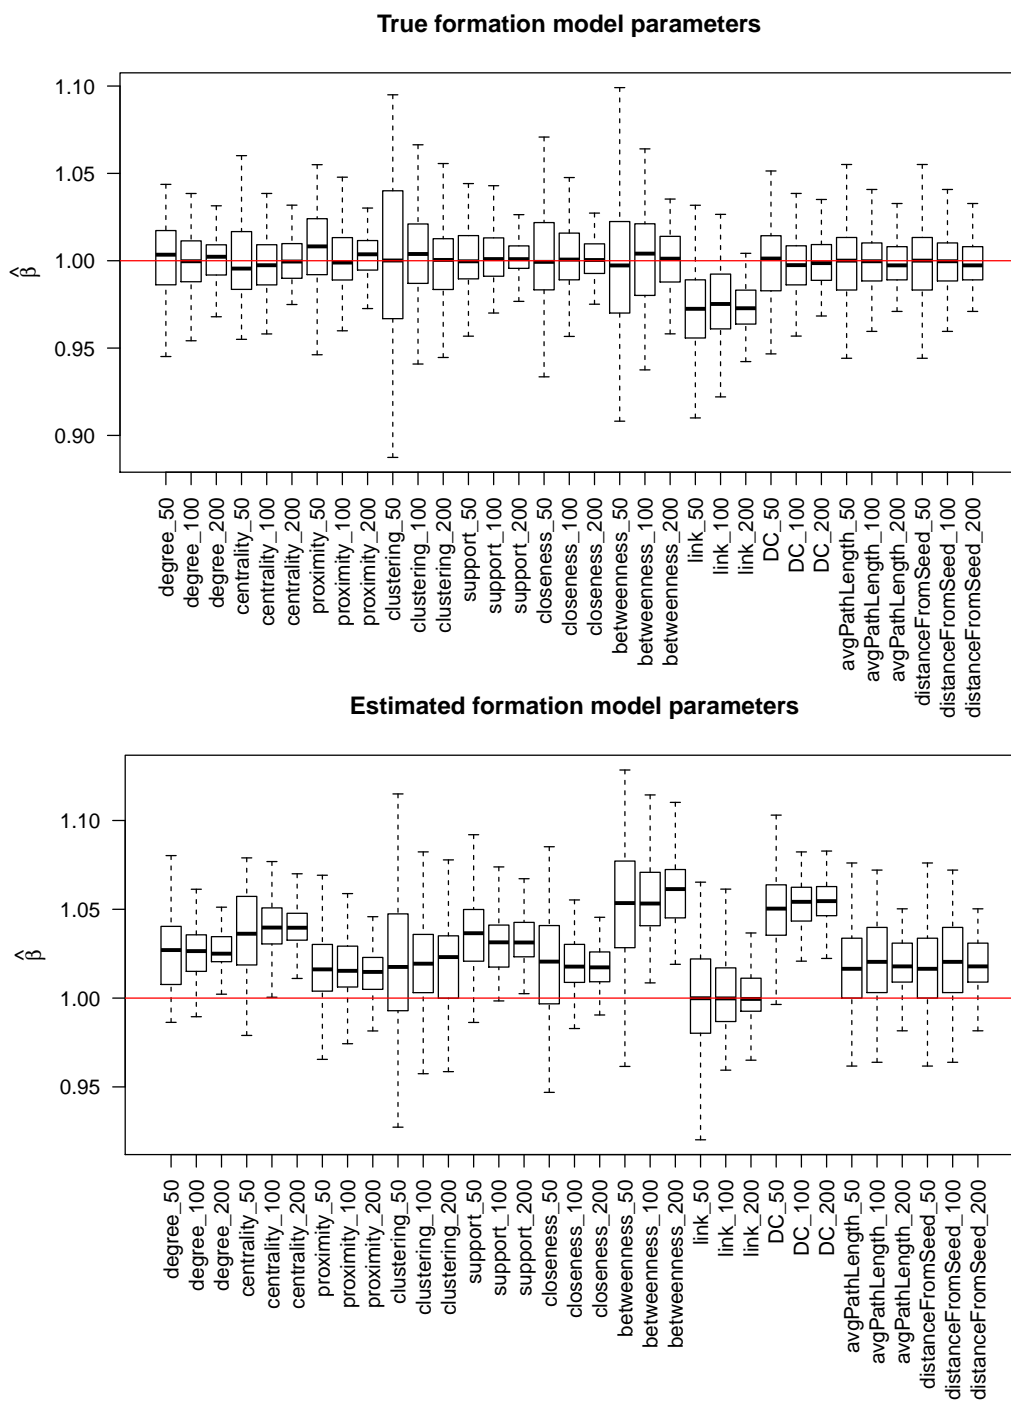 True formation model parameters
1.10
1.05
1.00
0.95
0.90
β̂
degree_50
degree_100
degree_200
centrality_50
centrality_100
centrality_200
proximity_50
proximity_100
proximity_200
clustering_50
clustering_100
clustering_200
support_50
support_100
support_200
closeness_50
closeness_100
closeness_200
betweenness_50
betweenness_100
betweenness_200
link_50
link_100
link_200
DC_50
DC_100
DC_200
avgPathLength_50
avgPathLength_100
avgPathLength_200
distanceFromSeed_50
distanceFromSeed_100
distanceFromSeed_200
Estimated formation model parameters
1.10
1.05
1.00
0.95
β̂
degree_50
degree_100
degree_200
centrality_50
centrality_100
centrality_200
proximity_50
proximity_100
proximity_200
clustering_50
clustering_100
clustering_200
support_50
support_100
support_200
closeness_50
closeness_100
closeness_200
betweenness_50
betweenness_100
betweenness_200
link_50
link_100
link_200
DC_50
DC_100
DC_200
avgPathLength_50
avgPathLength_100
avgPathLength_200
distanceFromSeed_50
distanceFromSeed_100
distanceFromSeed_200